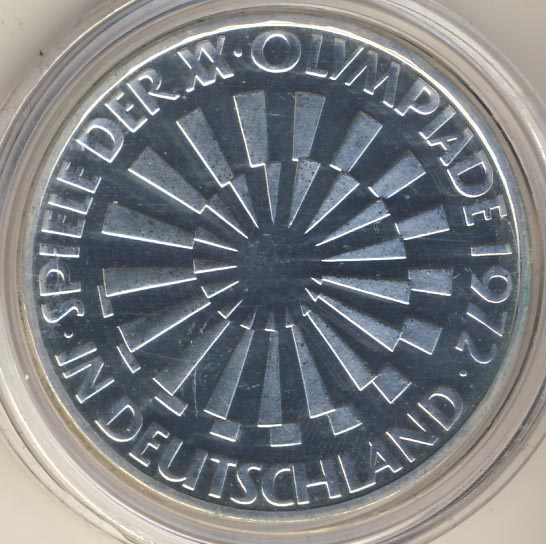 SPIELE DER XX · OLYMPIADE 1972 · IN DEUTSCHLAND ·